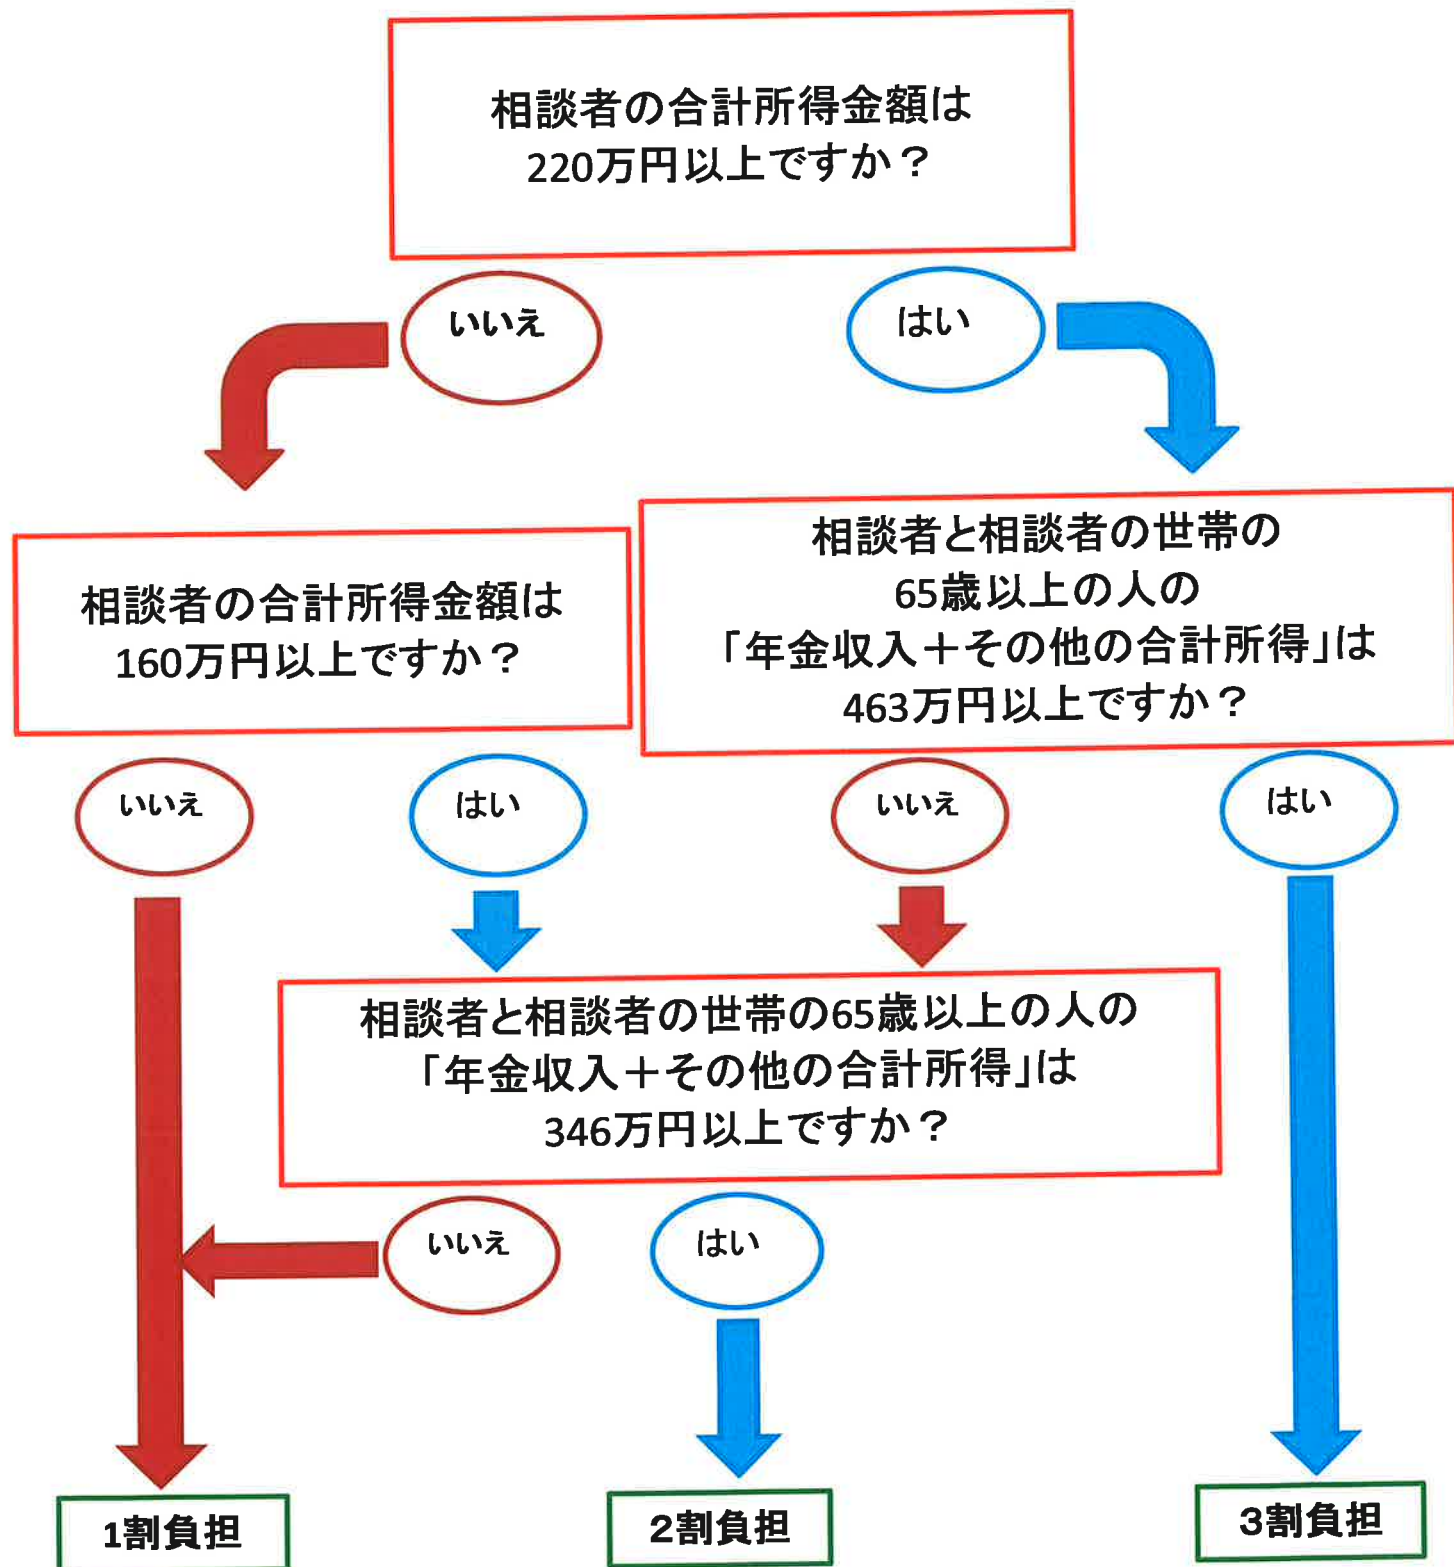 相談者の合計所得金額は
220万円以上ですか？
いいえ
はい
相談者の合計所得金額は
160万円以上ですか？
相談者と相談者の世帯の
65歳以上の人の
「年金収入＋その他の合計所得」は
463万円以上ですか？
いいえ
はい
いいえ
はい
相談者と相談者の世帯の65歳以上の人の
「年金収入＋その他の合計所得」は
346万円以上ですか？
いいえ
はい
1割負担
２割負担
３割負担